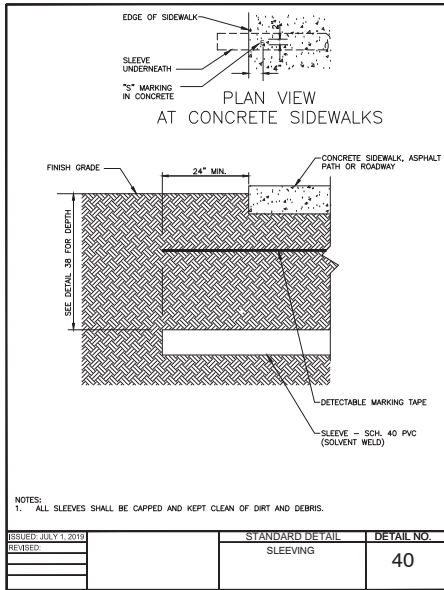 EDGE OF SIDEWALK
2"
"S"
SLEEVE
UNDERNEATH
4"
"S" MARKING
IN CONCRETE
PLAN VIEW
AT CONCRETE SIDEWALKS
CONCRETE SIDEWALK, ASPHALT
PATH OR ROADWAY
FINISH GRADE
24" MIN.
SEE DETAIL 38 FOR DEPTH
DETECTABLE MARKING TAPE
SLEEVE – SCH. 40 PVC
(SOLVENT WELD)
NOTES:
1. ALL SLEEVES SHALL BE CAPPED AND KEPT CLEAN OF DIRT AND DEBRIS.
ISSUED: JULY 1, 2019
REVISED:
STANDARD DETAIL
SLEEVING
DETAIL NO.
40